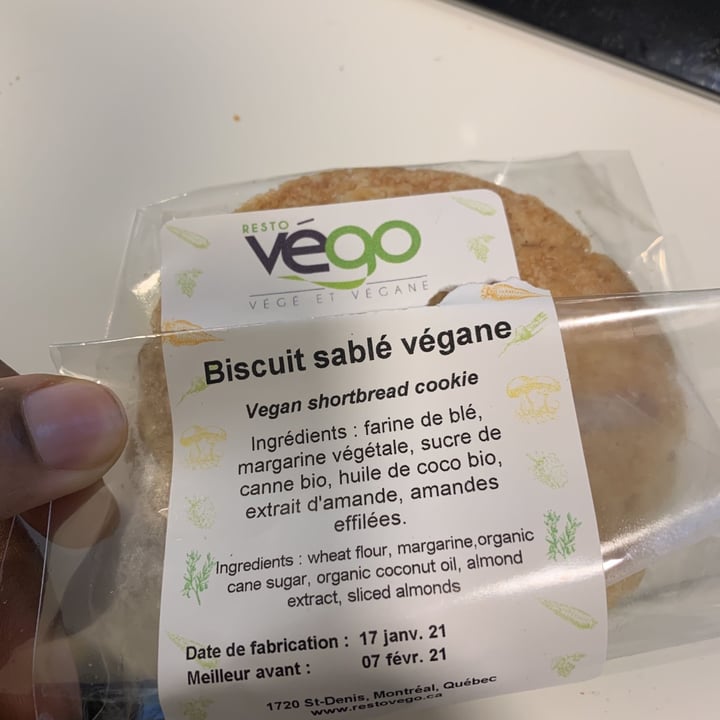 RESTO
végo
VÉGÉ ET VÉGANE
Biscuit sablé végane
Vegan shortbread cookie
Ingrédients : farine de blé,
margarine végétale, sucre de
canne bio, huile de coco bio,
extrait d'amande, amandes
effilées.
Ingredients : wheat flour, margarine,organic
cane sugar, organic coconut oil, almond
extract, sliced almonds
Date de fabrication : 17 janv. 21
Meilleur avant : 07 févr. 21
1720 St-Denis, Montréal, Québec
www.restovego.ca